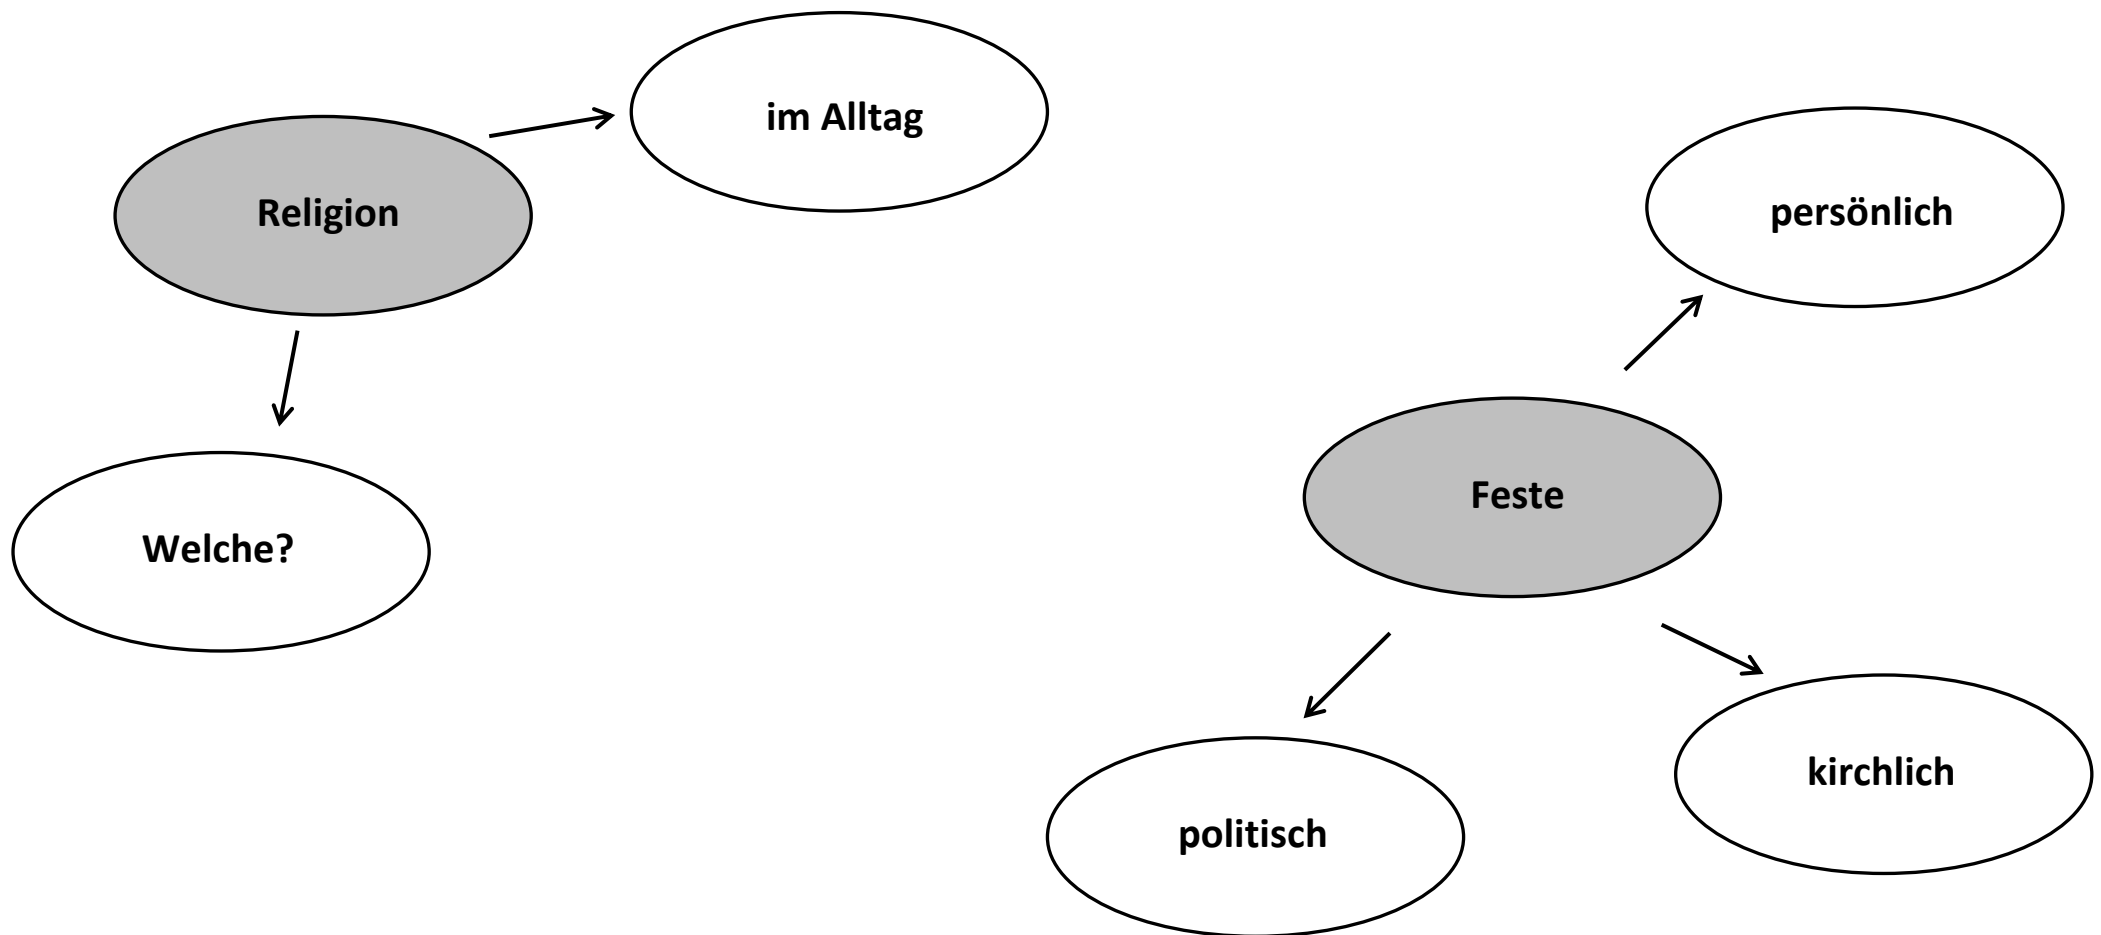 im Alltag
Religion
Welche?
persönlich
Feste
kirchlich
politisch